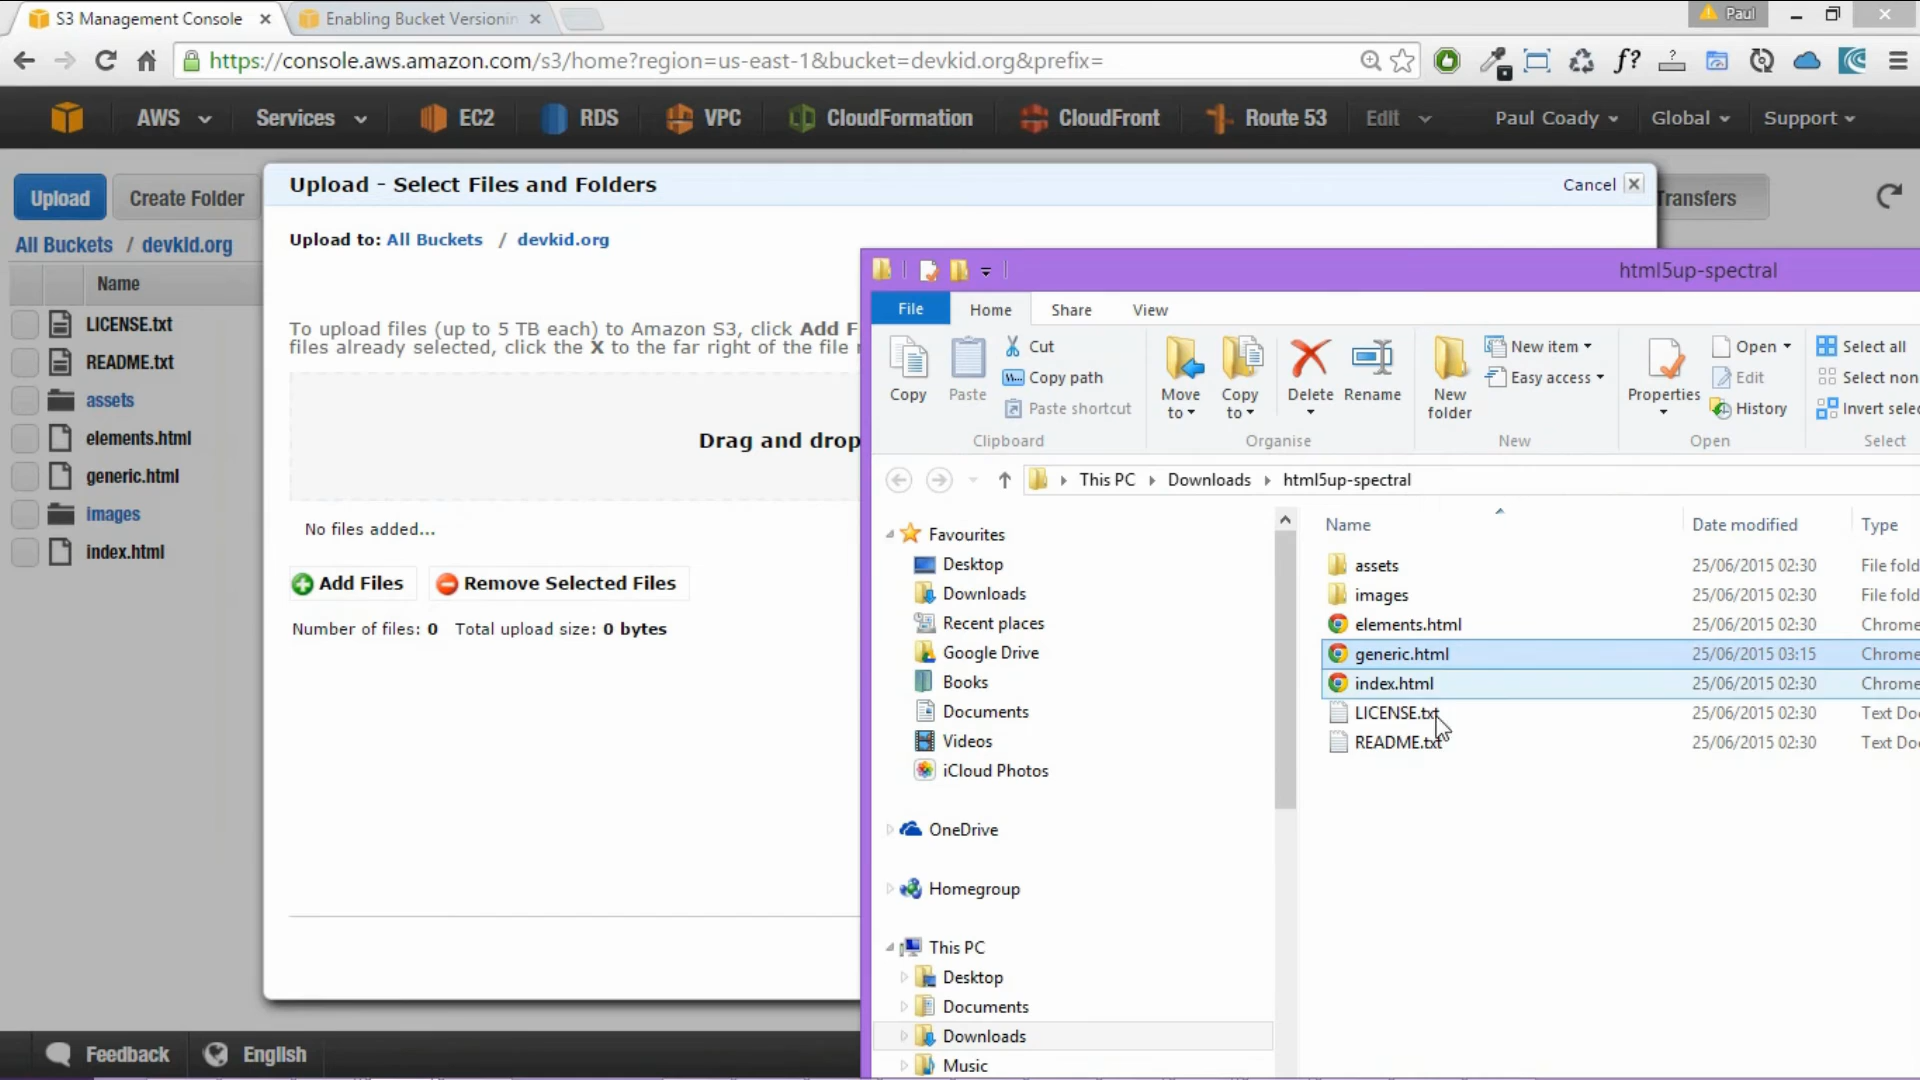 S3 Management Console
Enabling Bucket Versionin
Paul
https://console.aws.amazon.com/s3/home?region=us-east-1&bucket=devkid.org&prefix=
f?
AWS Services EC2 RDS VPC CloudFormation CloudFront Route 53 Edit Paul Coady Global Support
Upload Create Folder
Transfers
All Buckets / devkid.org
Name
LICENSE.txt
README.txt
assets
elements.html
generic.html
images
index.html
Upload - Select Files and Folders
Cancel
Upload to: All Buckets / devkid.org
To upload files (up to 5 TB each) to Amazon S3, click Add F
files already selected, click the X to the far right of the file
Drag and drop
No files added...
Add Files Remove Selected Files
Number of files: 0 Total upload size: 0 bytes
html5up-spectral
File Home Share View
Copy
Paste
Cut
Copy path
Paste shortcut
Clipboard
Move to
Copy to
Delete
Rename
Organise
New folder
New item
Easy access
New
Properties
Open
Edit
History
Open
Select all
Select non
Invert selec
Select
This PC Downloads html5up-spectral
Favourites
Desktop
Downloads
Recent places
Google Drive
Books
Documents
Videos
iCloud Photos
OneDrive
Homegroup
This PC
Desktop
Documents
Downloads
Music
Name Date modified Type
assets 25/06/2015 02:30 File fold
images 25/06/2015 02:30 File fold
elements.html 25/06/2015 02:30 Chrome
generic.html 25/06/2015 03:15 Chrome
index.html 25/06/2015 02:30 Chrome
LICENSE.txt 25/06/2015 02:30 Text Do
README.txt 25/06/2015 02:30 Text Do
Feedback English